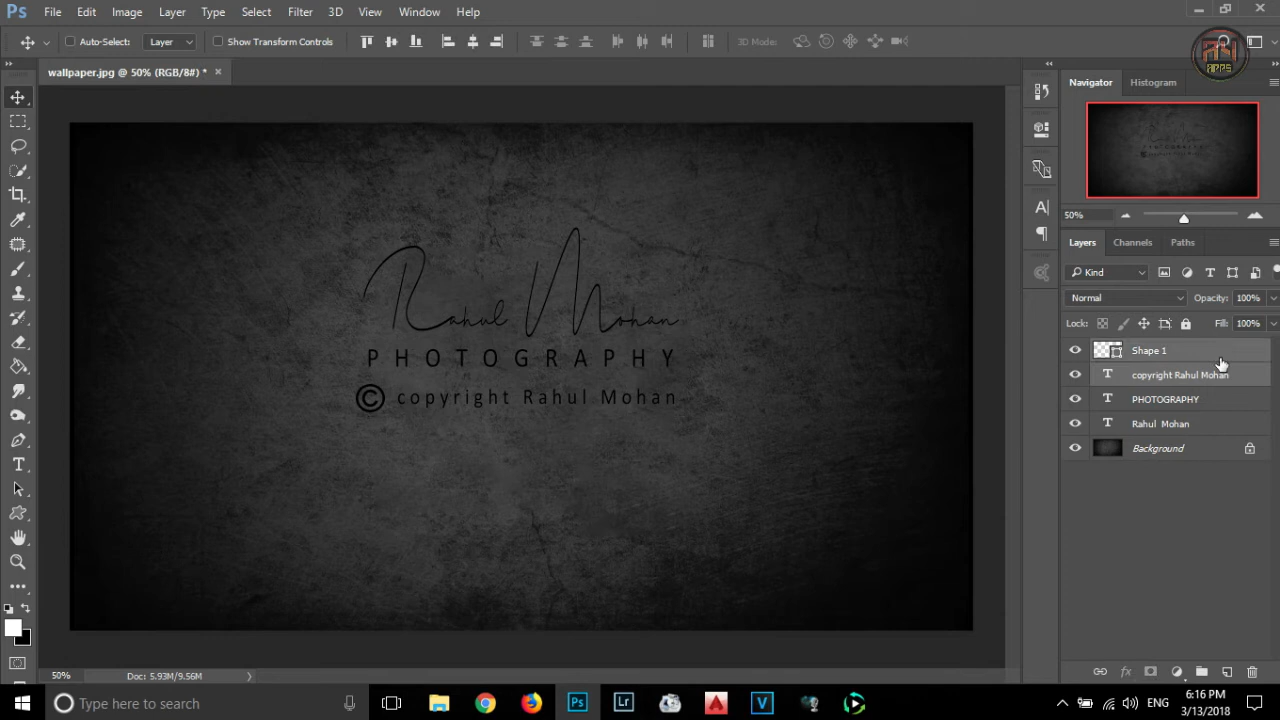 Ps File Edit Image Layer Type Select Filter 3D View Window Help
Auto-Select: Layer Show Transform Controls 3D Mode:
APPS
wallpaper.jpg @ 50% (RGB/8#) * ×
Navigator Histogram
50%
Layers Channels Paths
Kind
Normal Opacity: 100%
Lock: Fill: 100%
Shape 1
copyright Rahul Mohan
PHOTOGRAPHY
Rahul Mohan
Background
Rahul Mohan
PHOTOGRAPHY
© copyright Rahul Mohan
50% Doc: 5.93M/9.56M
Type here to search
Ps Lr
ENG
6:16 PM
3/13/2018